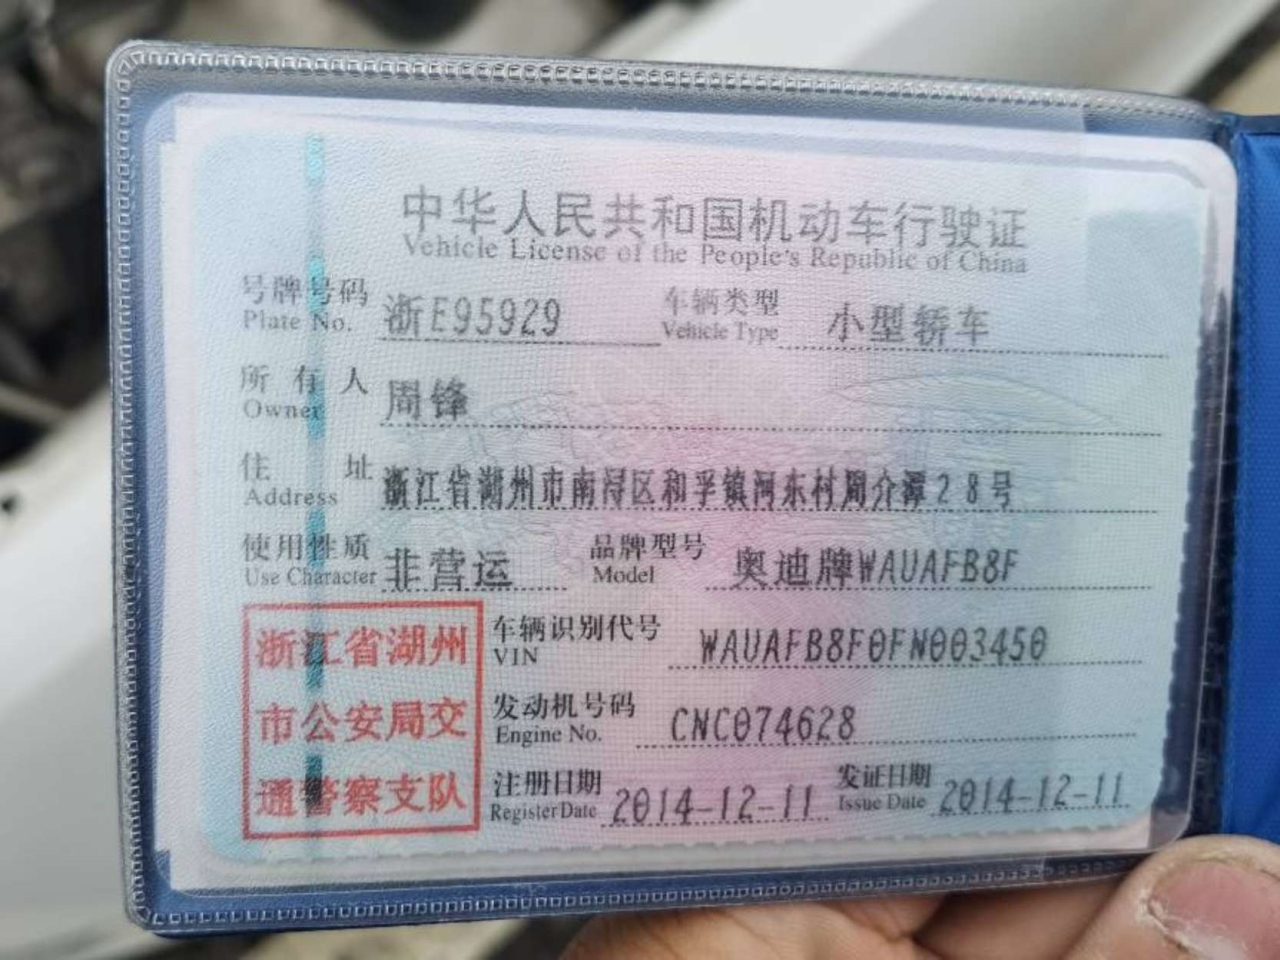 中华人民共和国机动车行驶证
Vehicle License of the People's Republic of China
号牌号码 浙E95929 车辆类型 小型轿车
Plate No. Vehicle Type
所有人 周锋
Owner
住址 浙江省湖州市南浔区和孚镇河东村周介潭28号
Address
使用性质 非营运 品牌型号 奥迪牌WAUAFB8F
Use Character Model
浙江省湖州
市公安局交
通警察支队
车辆识别代号 WAUAFB8F0FN003450
VIN
发动机号码 CNC074628
Engine No.
注册日期 2014-12-11 发证日期 2014-12-11
Register Date Issue Date